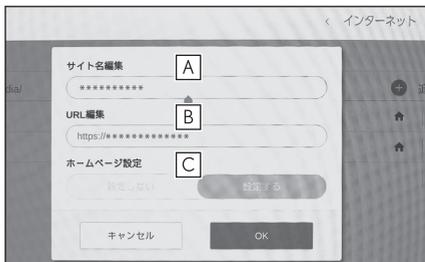 < インターネット
サイト名編集
A
**********
dia/
追
URL編集
B
https://*************
ホームページ設定
C
設定しない
設定する
キャンセル
OK